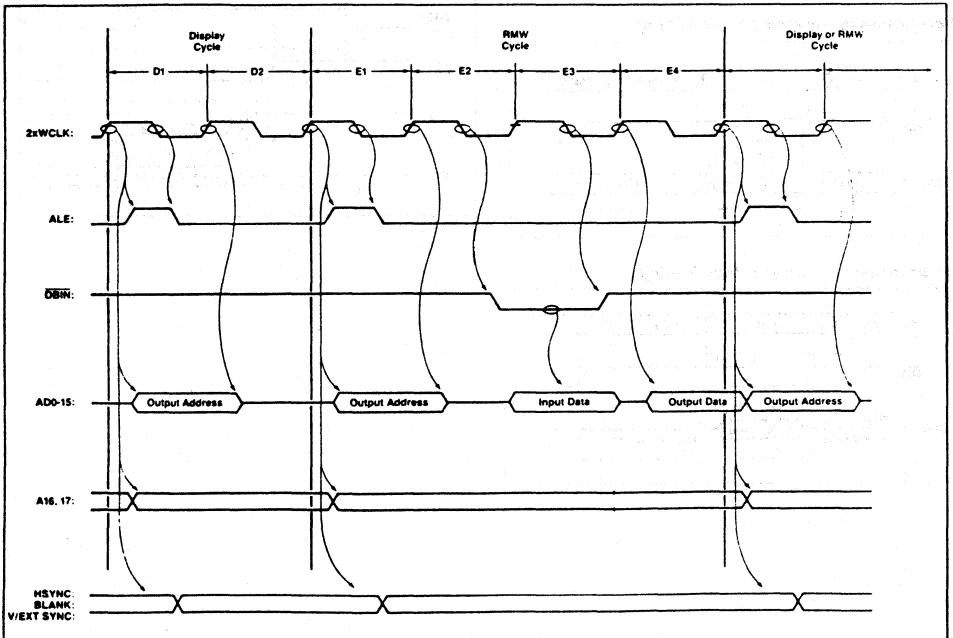 Display
Cycle
RMW
Cycle
Display or RMW
Cycle
D1 D2 E1 E2 E3 E4
2xWCLK:
ALE:
DBIN:
AD0-15: Output Address Output Address Input Data Output Data Output Address
A16, 17:
HSYNC:
BLANK:
V/EXT SYNC: